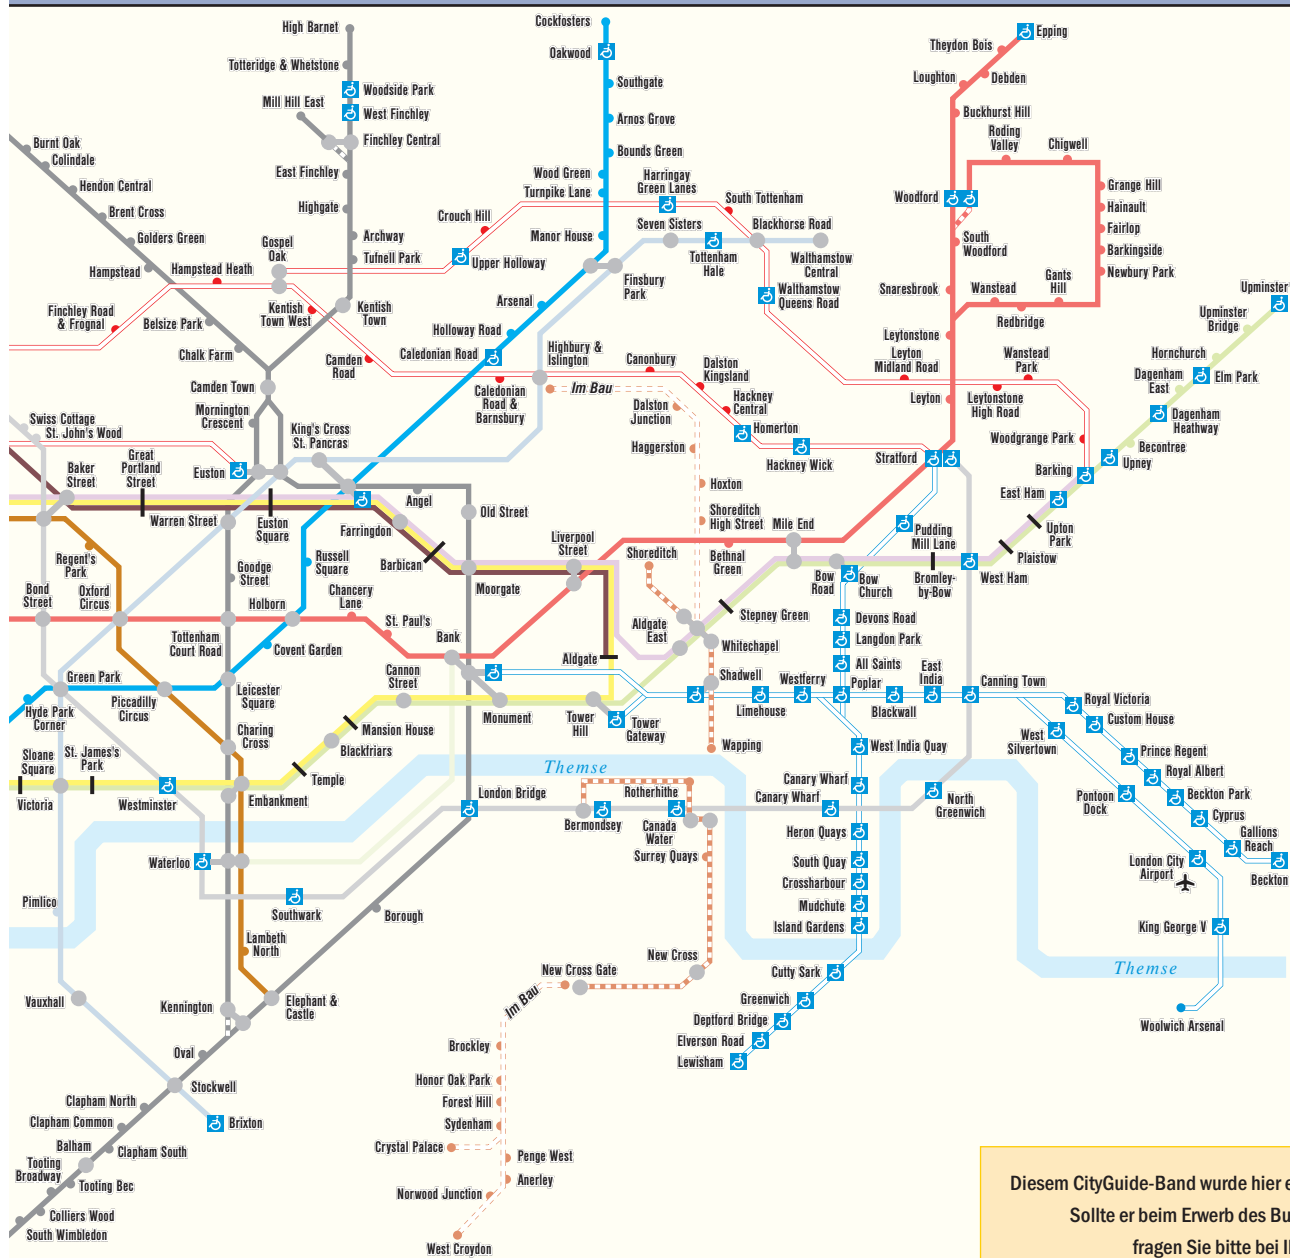 High Barnet
Cockfosters
Epping
Theydon Bois
Oakwood
Totteridge & Whetstone
Loughton
Debden
Southgate
Woodside Park
Mill Hill East
West Finchley
Buckhurst Hill
Arnos Grove
Roding
Valley
Chigwell
Burnt Oak
Finchley Central
Colindale
Bounds Green
East Finchley
Wood Green
Harringay
Green Lanes
Hendon Central
Turnpike Lane
South Tottenham
Woodford
Grange Hill
Hainault
Brent Cross
Highgate
Crouch Hill
Seven Sisters
Blackhorse Road
Fairlop
Golders Green
Archway
Manor House
South
Woodford
Barkingside
Gospel
Oak
Tufnell Park
Upper Holloway
Tottenham
Hale
Walthamstow
Central
Hampstead
Hampstead Heath
Finsbury
Park
Newbury Park
Gants
Hill
Snaresbrook
Wanstead
Upminster
Walthamstow
Queens Road
Finchley Road
& Frognal
Kentish
Town West
Kentish
Town
Arsenal
Redbridge
Upminster
Bridge
Belsize Park
Holloway Road
Leytonstone
Chalk Farm
Caledonian Road
Highbury &
Islington
Canonbury
Dalston
Kingsland
Leyton
Midland Road
Wanstead
Park
Hornchurch
Camden
Road
Dagenham
East
Elm Park
Camden Town
Im Bau
Caledonian
Road &
Barnsbury
Hackney
Central
Leyton
Leytonstone
High Road
Mornington
Crescent
Dalston
Junction
Dagenham
Heathway
Swiss Cottage
St. John's Wood
King's Cross
St. Pancras
Homerton
Haggerston
Woodgrange Park
Becontree
Baker
Street
Great
Portland
Street
Euston
Hackney Wick
Stratford
Barking
Upney
Hoxton
East Ham
Angel
Old Street
Warren Street
Euston
Square
Farringdon
Shoreditch
High Street
Mile End
Pudding
Mill Lane
Upton
Park
Regent's
Park
Goodge
Street
Russell
Square
Barbican
Liverpool
Street
Shoreditch
Bethnal
Green
Plaistow
Bond
Street
Oxford
Circus
Moorgate
Bow
Road
Bow
Church
Bromley-
by-Bow
West Ham
Holborn
Chancery
Lane
St. Paul's
Stepney Green
Devons Road
Aldgate
East
Tottenham
Court Road
Covent Garden
Bank
Whitechapel
Langdon Park
Cannon
Street
Aldgate
All Saints
East
India
Green Park
Shadwell
Westferry
Poplar
Canning Town
Hyde Park
Corner
Piccadilly
Circus
Leicester
Square
Limehouse
Blackwall
Royal Victoria
Mansion House
Monument
Tower
Hill
Tower
Gateway
Custom House
Charing
Cross
Blackfriars
Wapping
West India Quay
West
Silvertown
Prince Regent
Sloane
Square
St. James's
Park
Temple
Themse
Royal Albert
Victoria
Westminster
Embankment
London Bridge
Rotherhithe
Canary Wharf
Canary Wharf
North
Greenwich
Pontoon
Dock
Beckton Park
Bermondsey
Canada
Water
Cyprus
Heron Quays
Gallions
Reach
Waterloo
Surrey Quays
South Quay
London City
Airport
Beckton
Crossharbour
Pimlico
Southwark
Borough
Mudchute
Island Gardens
King George V
Lambeth
North
New Cross
Cutty Sark
Themse
New Cross Gate
Vauxhall
Kennington
Elephant &
Castle
Im Bau
Greenwich
Deptford Bridge
Woolwich Arsenal
Elverson Road
Oval
Brockley
Lewisham
Stockwell
Honor Oak Park
Clapham North
Forest Hill
Clapham Common
Brixton
Sydenham
Balham
Clapham South
Crystal Palace
Penge West
Tooting
Broadway
Tooting Bec
Anerley
Norwood Junction
Colliers Wood
South Wimbledon
West Croydon
Diesem CityGuide-Band wurde hier e
Sollte er beim Erwerb des Bu
fragen Sie bitte bei Il